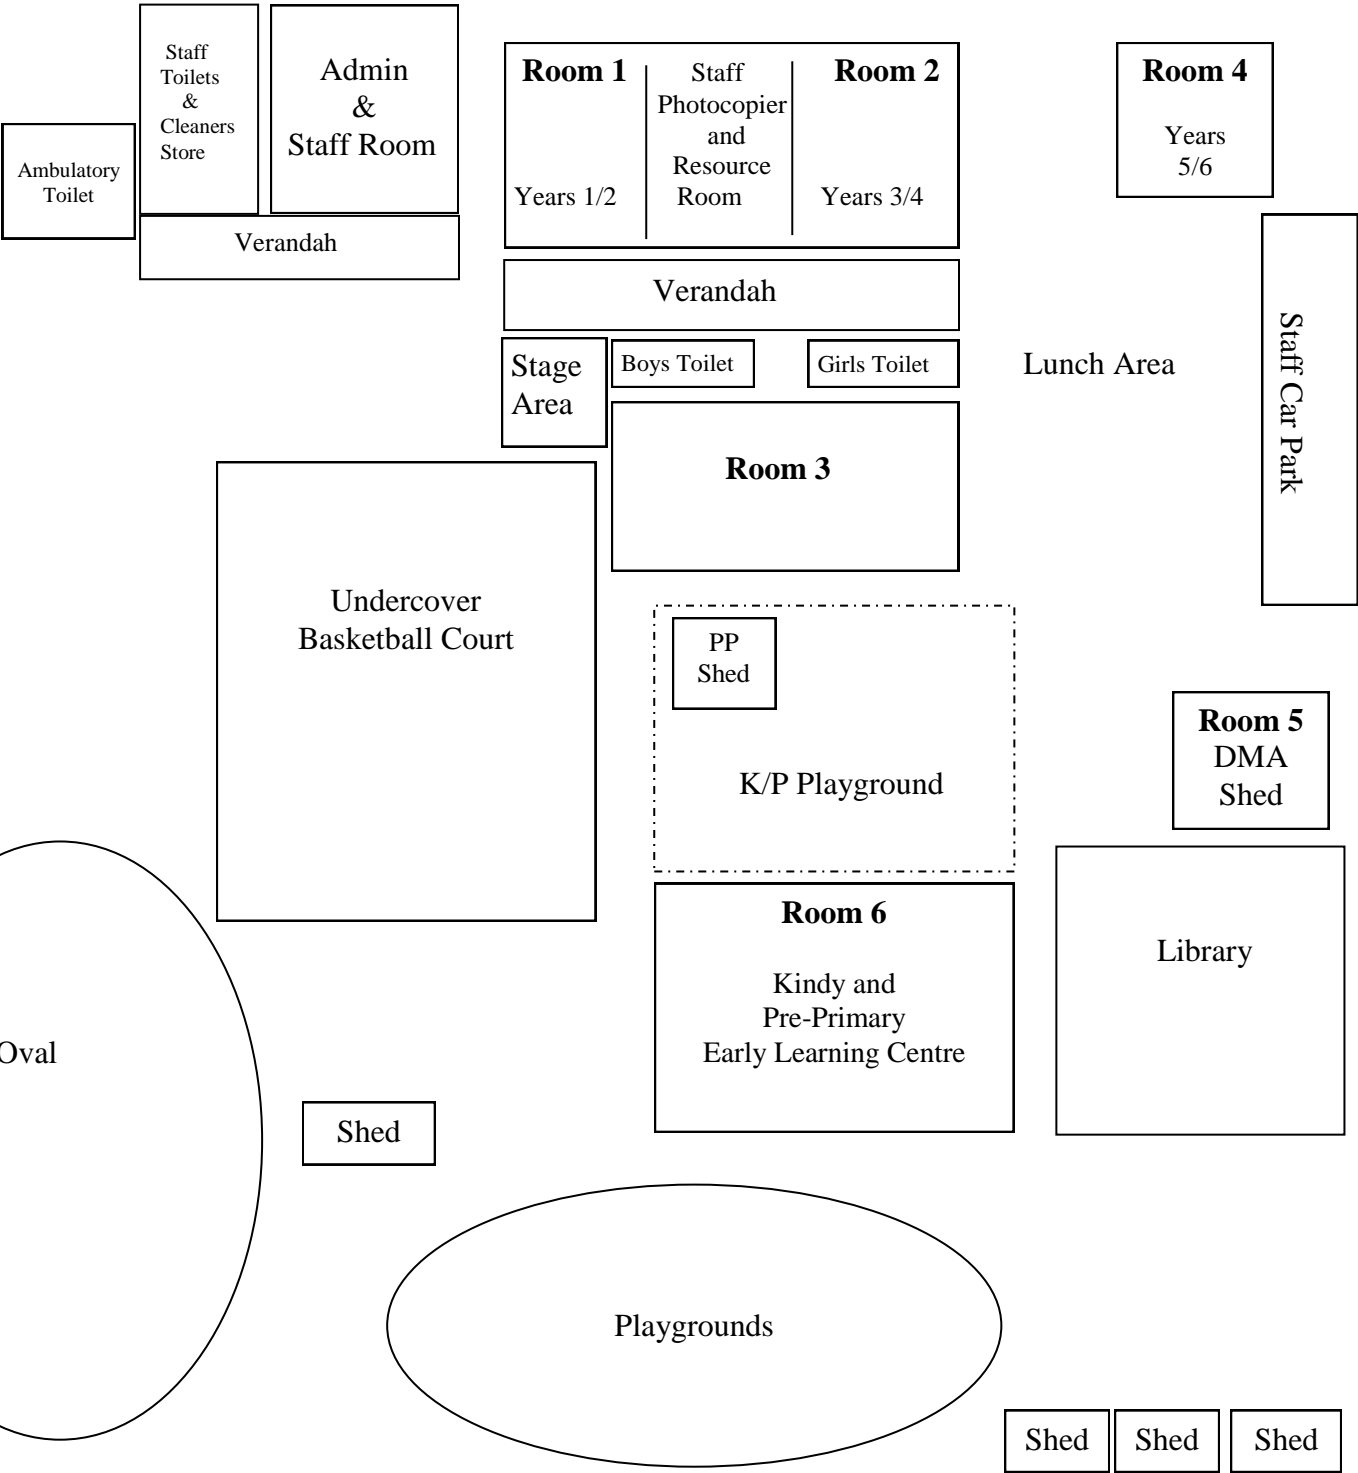 Staff
Toilets
&
Cleaners
Store
Admin
&
Staff Room
Ambulatory
Toilet
Verandah
Room 1
Years 1/2
Staff
Photocopier
and
Resource
Room
Room 2
Years 3/4
Room 4
Years
5/6
Verandah
Stage
Area
Boys Toilet
Girls Toilet
Lunch Area
Staff Car Park
Room 3
Undercover
Basketball Court
PP
Shed
K/P Playground
Room 5
DMA
Shed
Room 6
Kindy and
Pre-Primary
Early Learning Centre
Library
Oval
Shed
Playgrounds
Shed
Shed
Shed